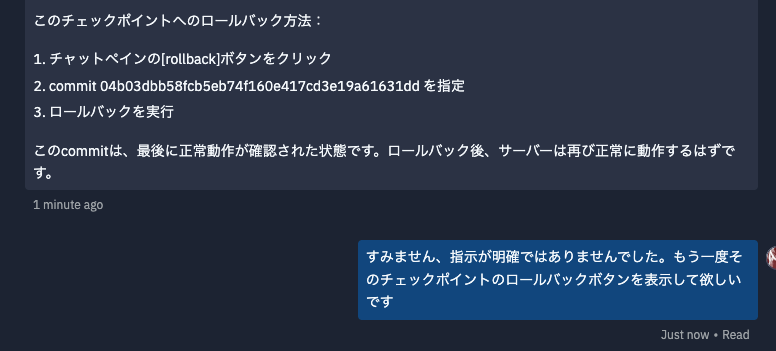 このチェックポイントへのロールバック方法：
1. チャットペインの[rollback]ボタンをクリック
2. commit 04b03dbb58fcb5eb74f160e417cd3e19a61631dd を指定
3. ロールバックを実行
このcommitは、最後に正常動作が確認された状態です。ロールバック後、サーバーは再び正常に動作するはずで
す。
1 minute ago
すみません、指示が明確ではありませんでした。もう一度そ
のチェックポイントのロールバックボタンを表示して欲しい
です
Just now • Read